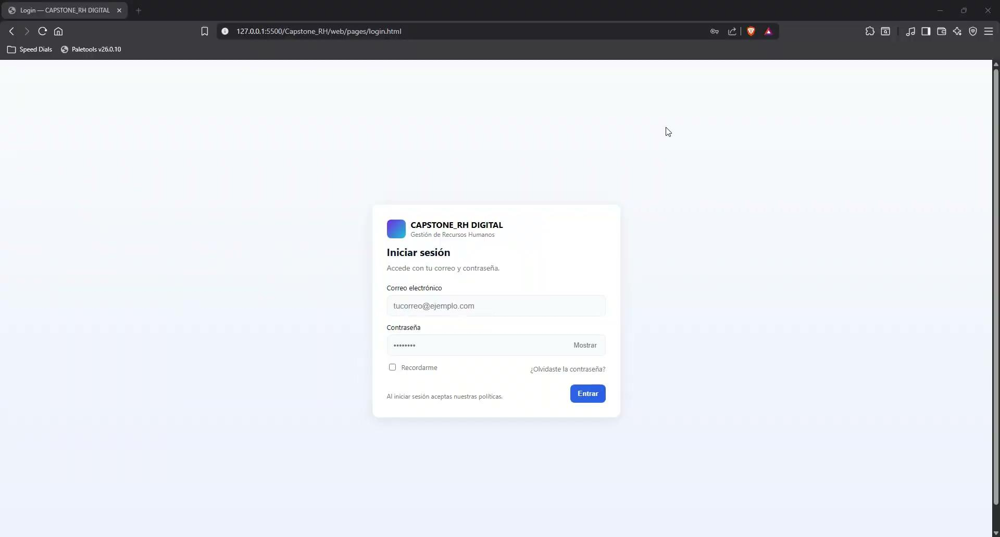 Login — CAPSTONE_RH DIGITAL
127.0.0.1:5500/Capstone_RH/web/pages/login.html
Speed Dials Paletools v26.0.10
CAPSTONE_RH DIGITAL
Gestión de Recursos Humanos
Iniciar sesión
Accede con tu correo y contraseña.
Correo electrónico
tucorreo@ejemplo.com
Contraseña
•••••••• Mostrar
Recordarme ¿Olvidaste la contraseña?
Al iniciar sesión aceptas nuestras políticas. Entrar